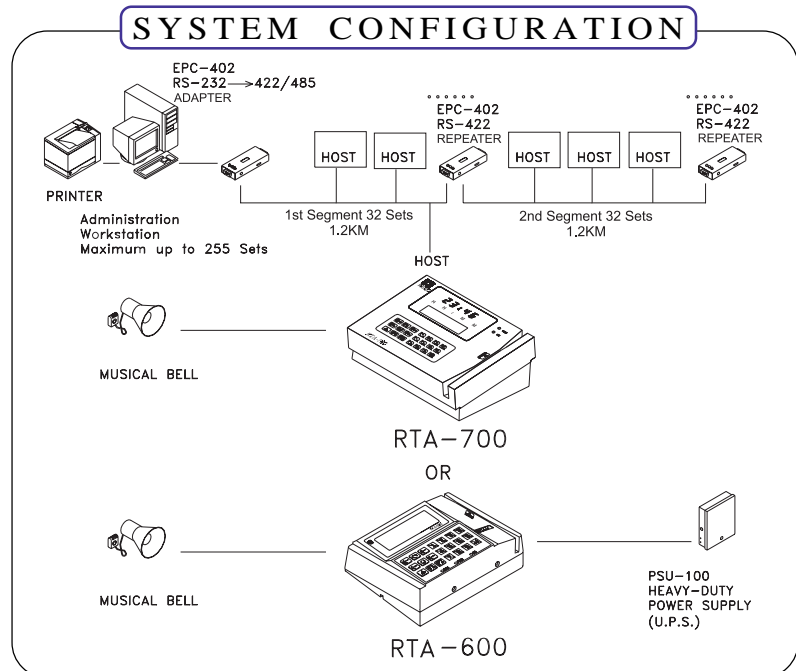 SYSTEM CONFIGURATION
EPC-402
RS-232→422/485
ADAPTER
EPC-402
RS-422
REPEATER
EPC-402
RS-422
REPEATER
HOST
HOST
HOST
HOST
HOST
PRINTER
Administration
Workstation
Maximum up to 255 Sets
1st Segment 32 Sets
1.2KM
2nd Segment 32 Sets
1.2KM
HOST
23:46
MUSICAL BELL
RTA-700
OR
MUSICAL BELL
PSU-100
HEAVY-DUTY
POWER SUPPLY
(U.P.S.)
RTA-600